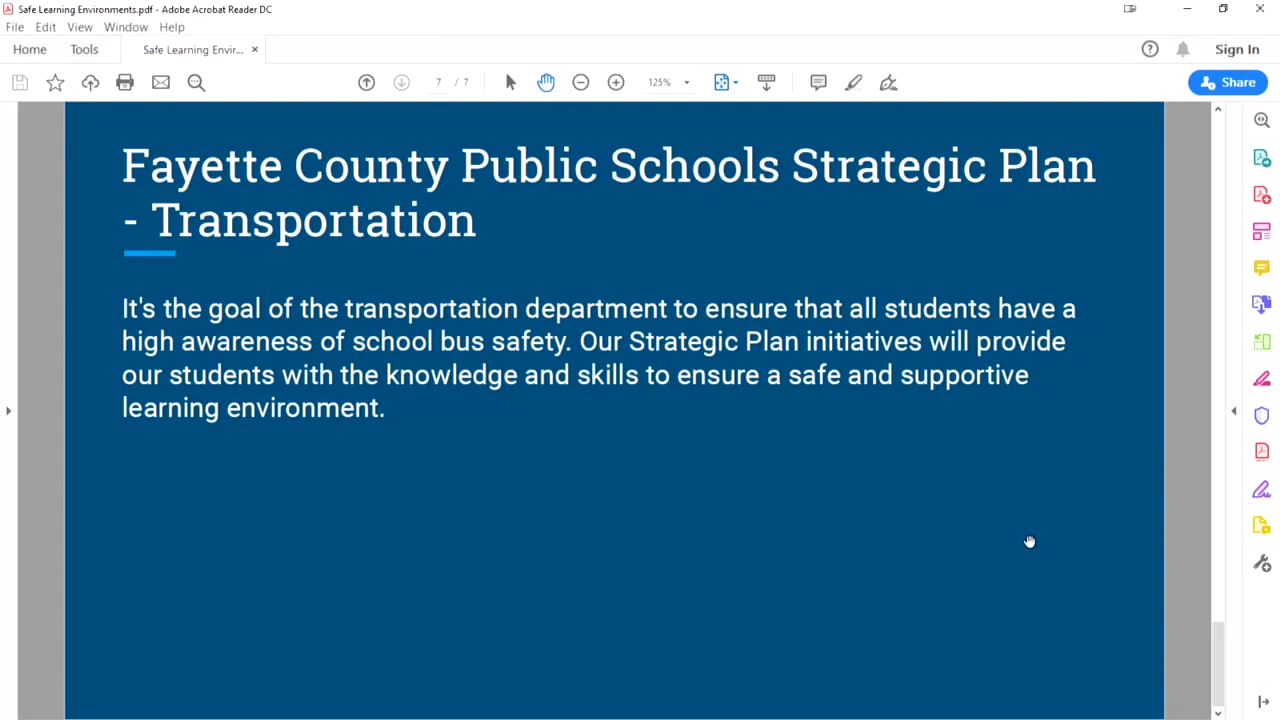 Safe Learning Environments.pdf - Adobe Acrobat Reader DC
File Edit View Window Help
Home Tools Safe Learning Envir... ×
Sign In
7 / 7 125%
Share
Fayette County Public Schools Strategic Plan
- Transportation
It's the goal of the transportation department to ensure that all students have a
high awareness of school bus safety. Our Strategic Plan initiatives will provide
our students with the knowledge and skills to ensure a safe and supportive
learning environment.